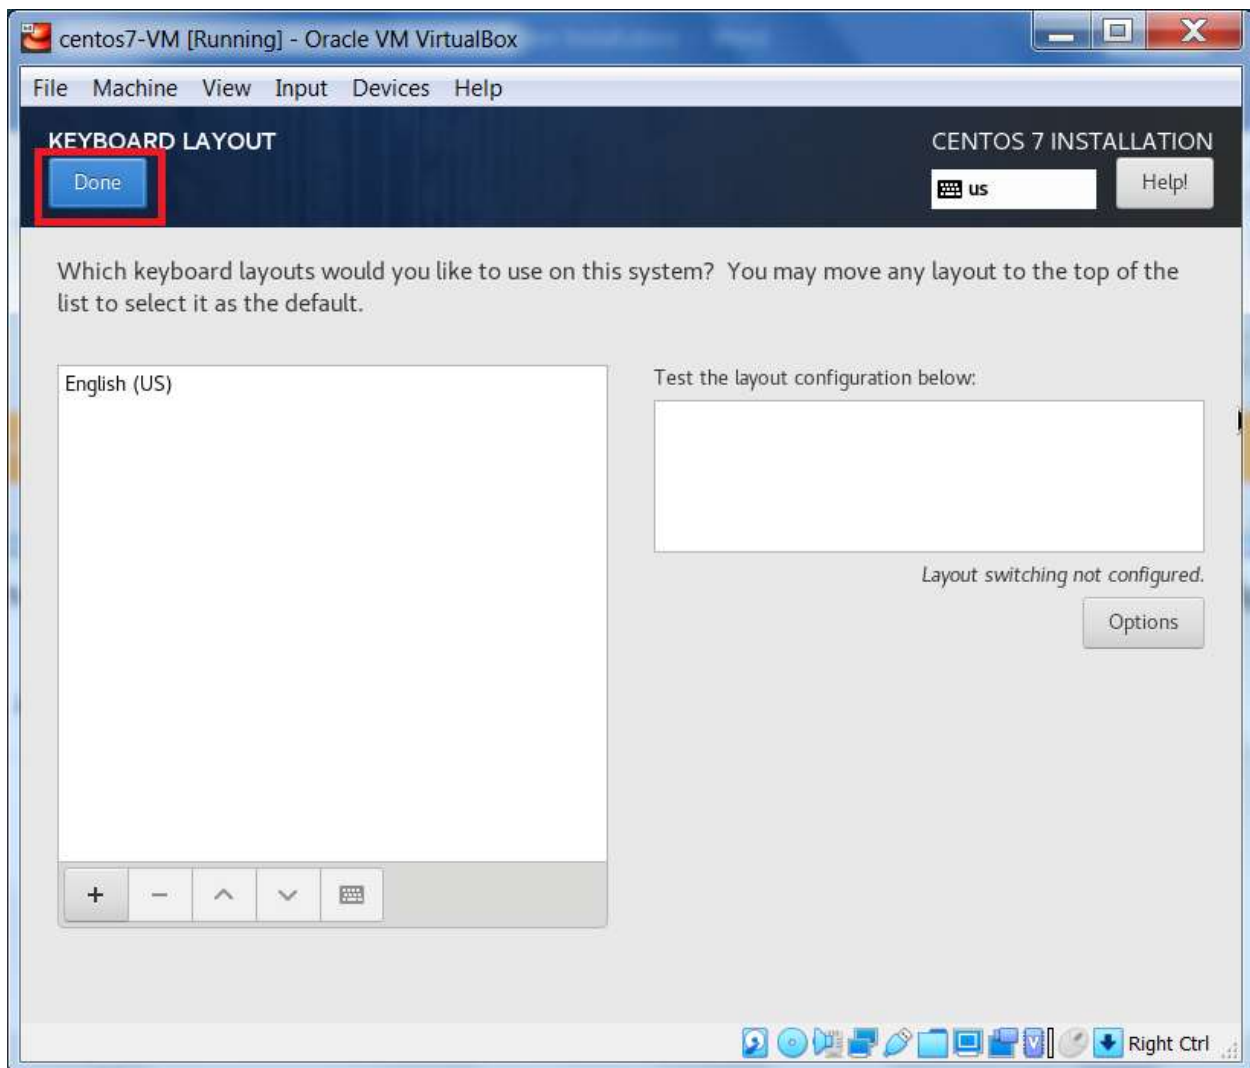 centos7-VM [Running] - Oracle VM VirtualBox
File Machine View Input Devices Help
KEYBOARD LAYOUT
CENTOS 7 INSTALLATION
Done
us
Help!
Which keyboard layouts would you like to use on this system? You may move any layout to the top of the
list to select it as the default.
English (US)
Test the layout configuration below:
Layout switching not configured.
Options
Right Ctrl